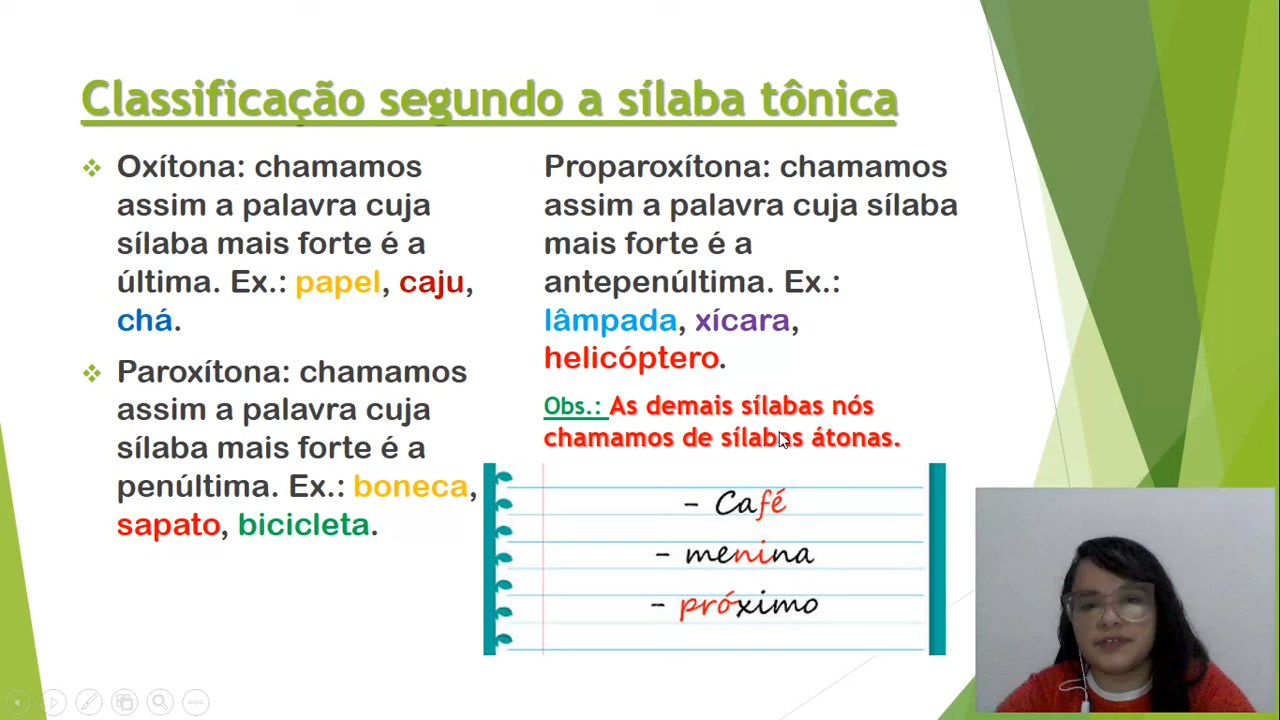 Classificação segundo a sílaba tônica
Oxítona: chamamos
assim a palavra cuja
sílaba mais forte é a
última. Ex.: papel, caju,
chá.
Paroxítona: chamamos
assim a palavra cuja
sílaba mais forte é a
penúltima. Ex.: boneca,
sapato, bicicleta.
Proparoxítona: chamamos
assim a palavra cuja sílaba
mais forte é a
antepenúltima. Ex.:
lâmpada, xícara,
helicóptero.
Obs.: As demais sílabas nós
chamamos de sílabas átonas.
- Café
- menina
- próximo